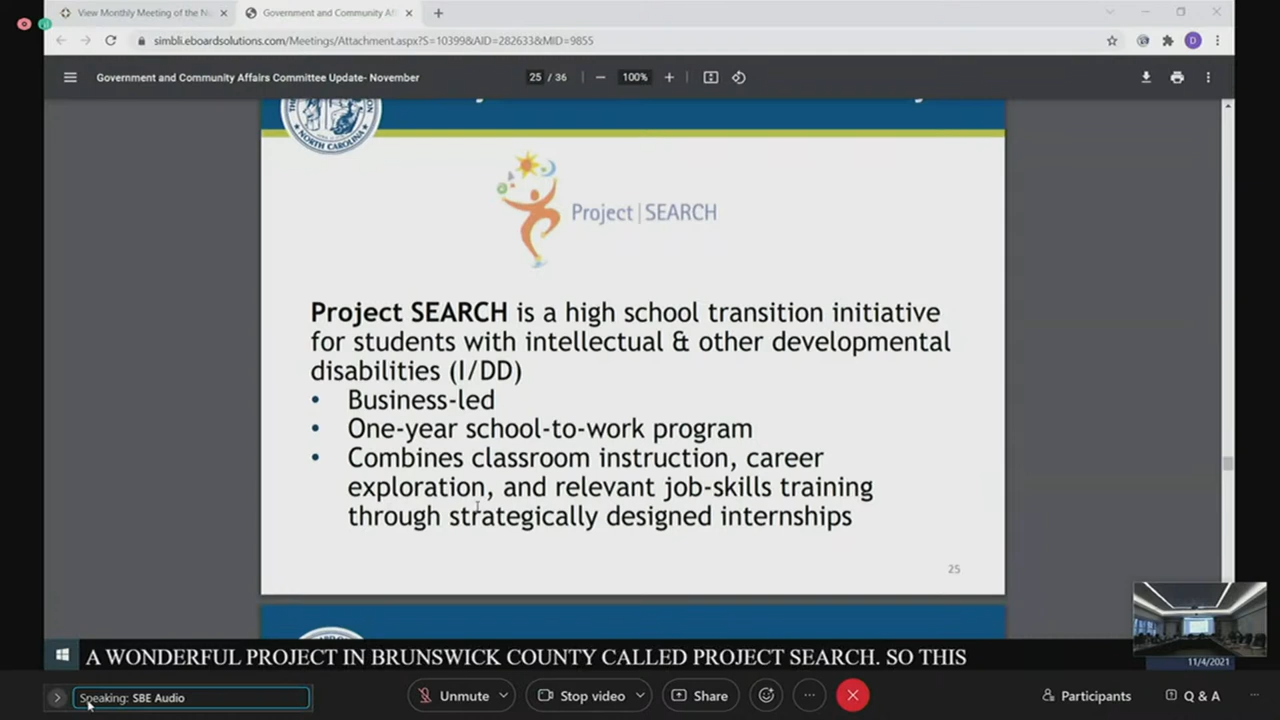 View Monthly Meeting of the N
Government and Community Af
simbli.eboardsolutions.com/Meetings/Attachment.aspx?S=10399&AID=282633&MID=9855
D
Government and Community Affairs Committee Update- November
25 / 36
100%
NORTH CAROLINA
Project | SEARCH
Project SEARCH is a high school transition initiative
for students with intellectual & other developmental
disabilities (I/DD)
• Business-led
• One-year school-to-work program
• Combines classroom instruction, career
exploration, and relevant job-skills training
through strategically designed internships
25
A WONDERFUL PROJECT IN BRUNSWICK COUNTY CALLED PROJECT SEARCH. SO THIS
11/4/2021
Speaking: SBE Audio
Unmute
Stop video
Share
Participants
Q & A